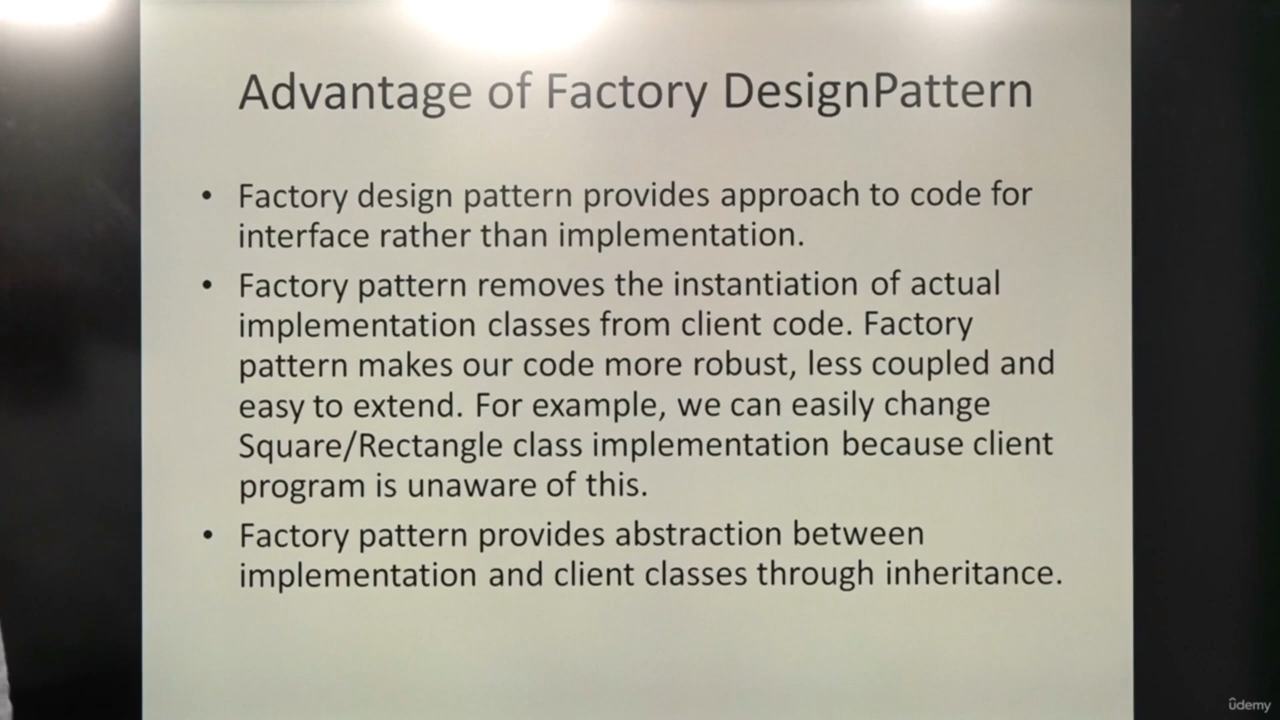 Advantage of Factory DesignPattern
• Factory design pattern provides approach to code for
interface rather than implementation.
• Factory pattern removes the instantiation of actual
implementation classes from client code. Factory
pattern makes our code more robust, less coupled and
easy to extend. For example, we can easily change
Square/Rectangle class implementation because client
program is unaware of this.
• Factory pattern provides abstraction between
implementation and client classes through inheritance.
ûdemy